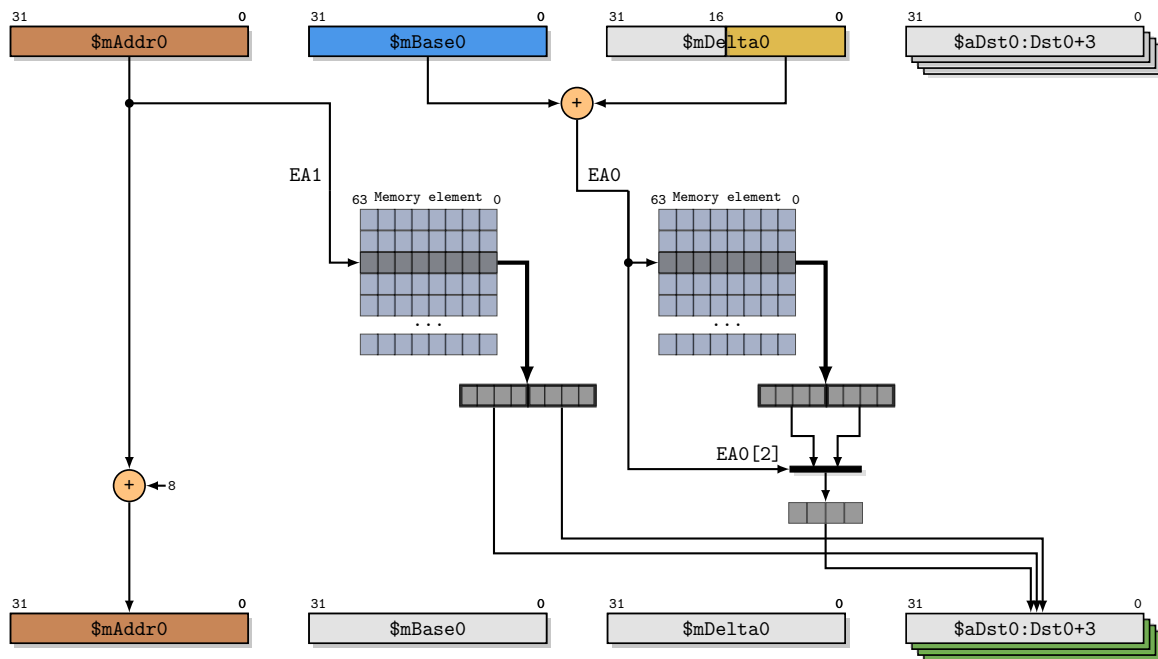 31 0 31 0 31 16 0 31 0
$mAddr0 $mBase0 $mDelta0 $aDst0:Dst0+3
+
EA1 EA0
63 Memory element 0 63 Memory element 0
... ...
EA0[2]
+ 8
31 0 31 0 31 0 31 0
$mAddr0 $mBase0 $mDelta0 $aDst0:Dst0+3